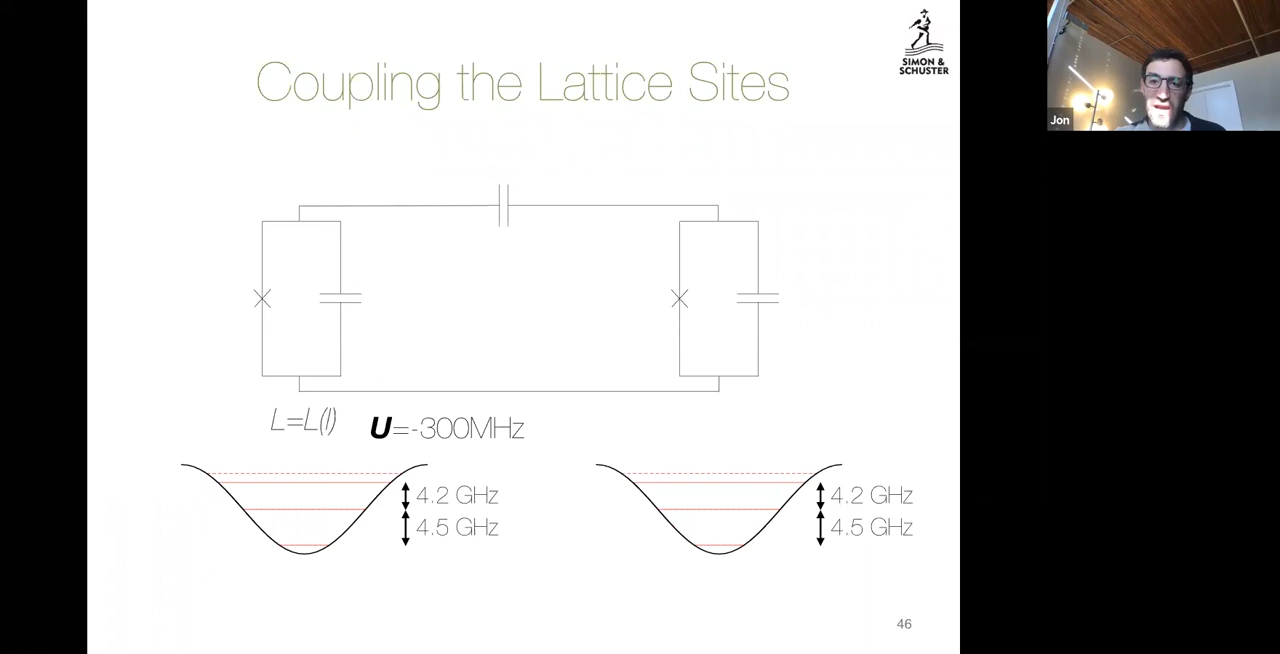 Coupling the Lattice Sites
SIMON &
SCHUSTER
Jon
L=L(I) U=-300MHz
4.2 GHz
4.5 GHz
4.2 GHz
4.5 GHz
46